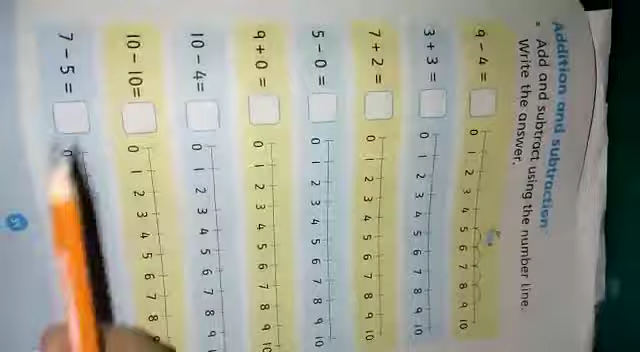 Addition and subtraction
• Add and subtract using the number line.
Write the answer.
9 - 4 =
0 1 2 3 4 5 6 7 8 9 10
3 + 3 =
0 1 2 3 4 5 6 7 8 9 10
7 + 2 =
0 1 2 3 4 5 6 7 8 9 10
5 - 0 =
0 1 2 3 4 5 6 7 8 9 10
9 + 0 =
0 1 2 3 4 5 6 7 8 9 10
10 - 4 =
0 1 2 3 4 5 6 7 8 9
10 - 10 =
0 1 2 3 4 5 6 7 8
7 - 5 =
0